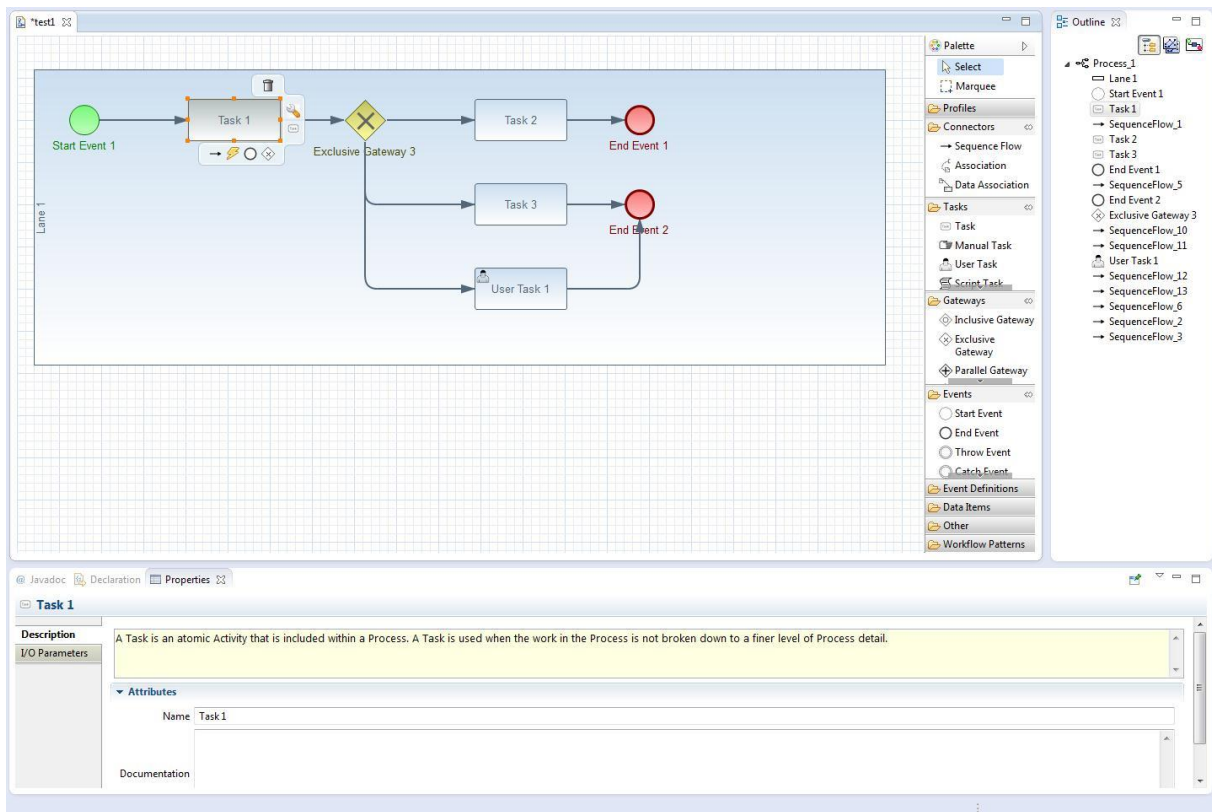 *test1
Start Event 1
Task 1
Exclusive Gateway 3
Task 2
End Event 1
Task 3
End Event 2
User Task 1
Lane 1
Palette
Select
Marquee
Profiles
Connectors
Sequence Flow
Association
Data Association
Tasks
Task
Manual Task
User Task
Script Task
Gateways
Inclusive Gateway
Exclusive
Gateway
Parallel Gateway
Events
Start Event
End Event
Throw Event
Catch Event
Event Definitions
Data Items
Other
Workflow Patterns
Outline
Process_1
Lane 1
Start Event 1
Task 1
SequenceFlow_1
Task 2
Task 3
End Event 1
SequenceFlow_5
End Event 2
Exclusive Gateway 3
SequenceFlow_10
SequenceFlow_11
User Task 1
SequenceFlow_12
SequenceFlow_13
SequenceFlow_6
SequenceFlow_2
SequenceFlow_3
@ Javadoc Declaration Properties
Task 1
Description
I/O Parameters
A Task is an atomic Activity that is included within a Process. A Task is used when the work in the Process is not broken down to a finer level of Process detail.
Attributes
Name Task 1
Documentation